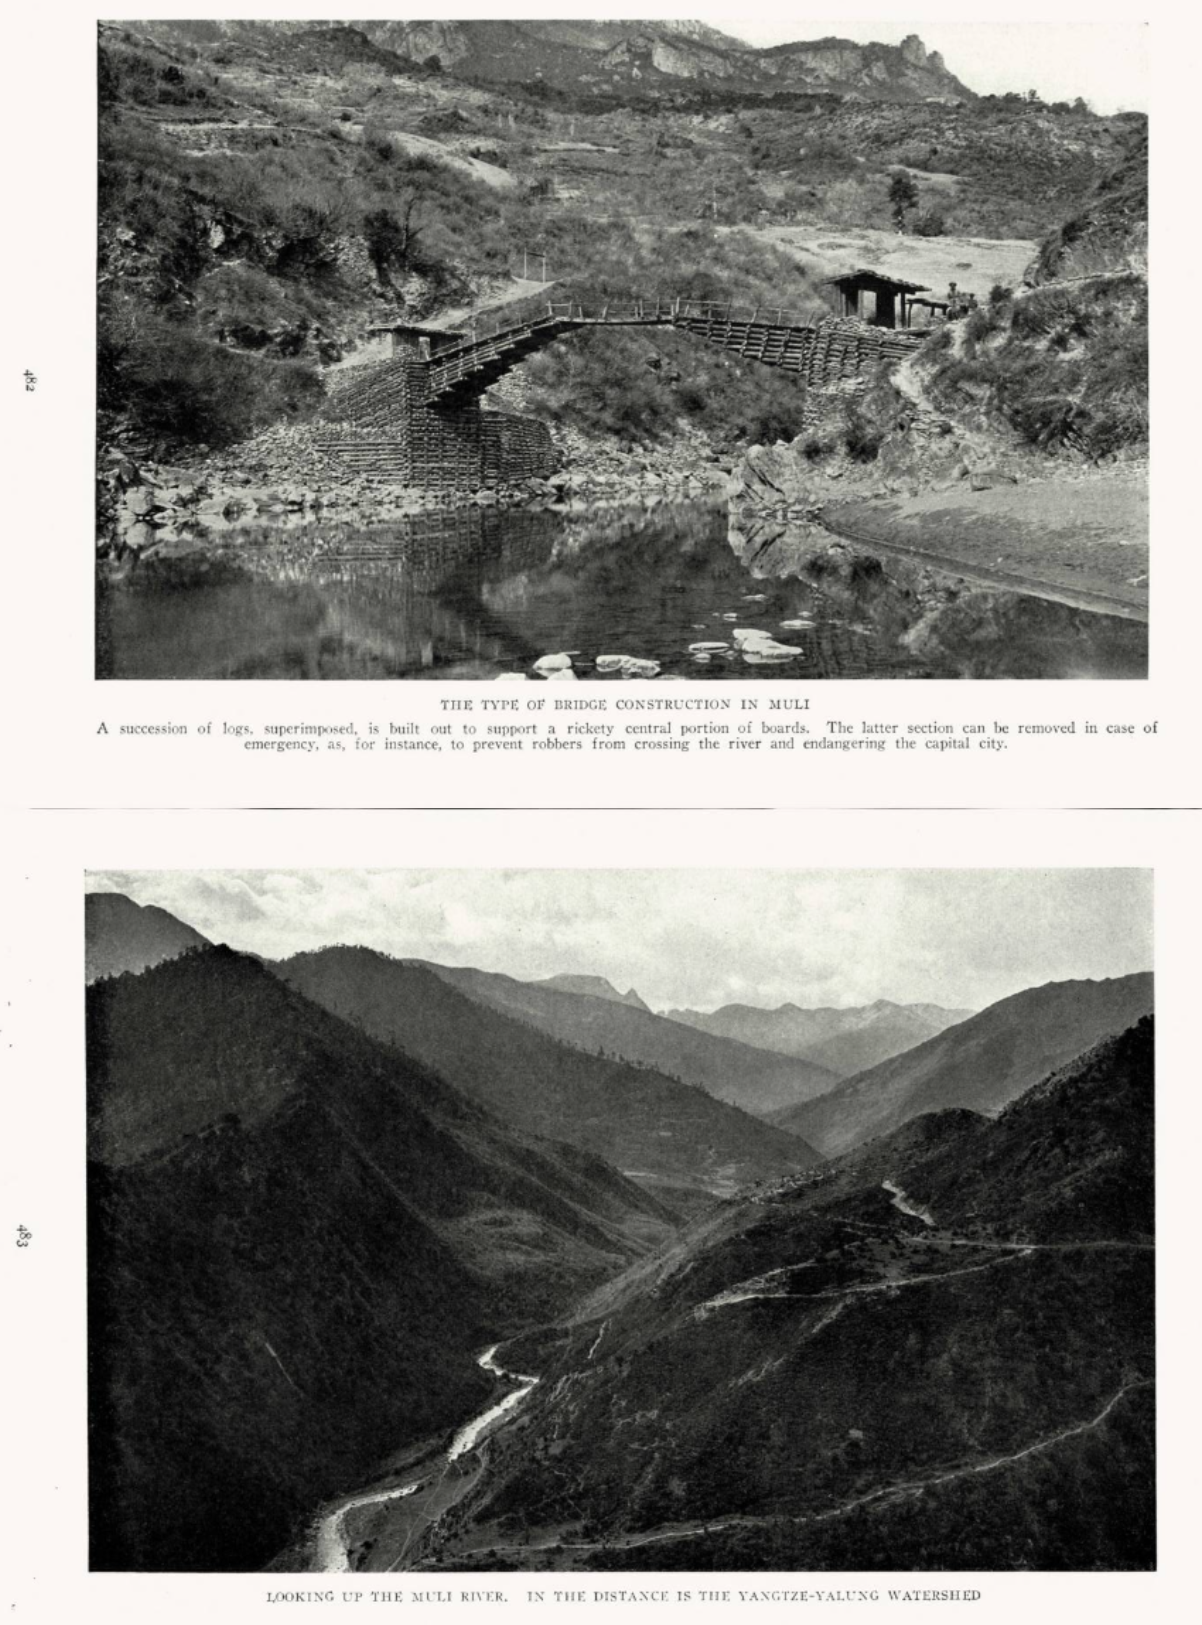 482
THE TYPE OF BRIDGE CONSTRUCTION IN MULI
A succession of logs, superimposed, is built out to support a rickety central portion of boards. The latter section can be removed in case of
emergency, as, for instance, to prevent robbers from crossing the river and endangering the capital city.
483
LOOKING UP THE MULI RIVER. IN THE DISTANCE IS THE YANGTZE-YALUNG WATERSHED